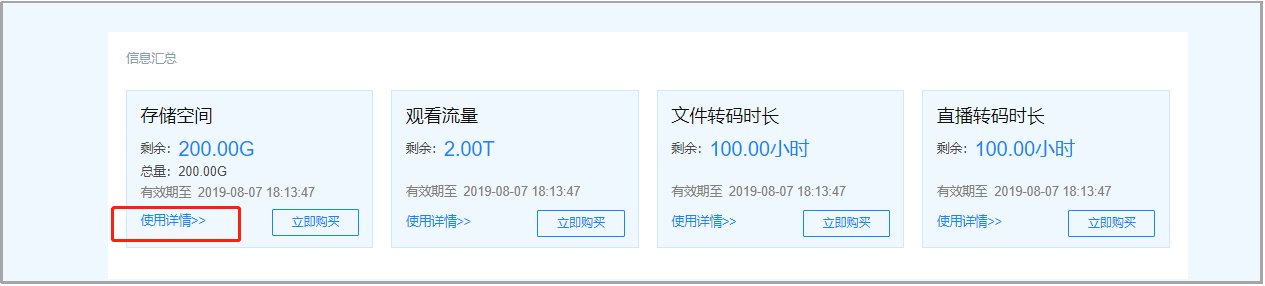 信息汇总
存储空间
剩余：200.00G
总量：200.00G
有效期至 2019-08-07 18:13:47
使用详情>>
立即购买
观看流量
剩余：2.00T
有效期至 2019-08-07 18:13:47
使用详情>>
立即购买
文件转码时长
剩余：100.00小时
有效期至 2019-08-07 18:13:47
使用详情>>
立即购买
直播转码时长
剩余：100.00小时
有效期至 2019-08-07 18:13:47
使用详情>>
立即购买